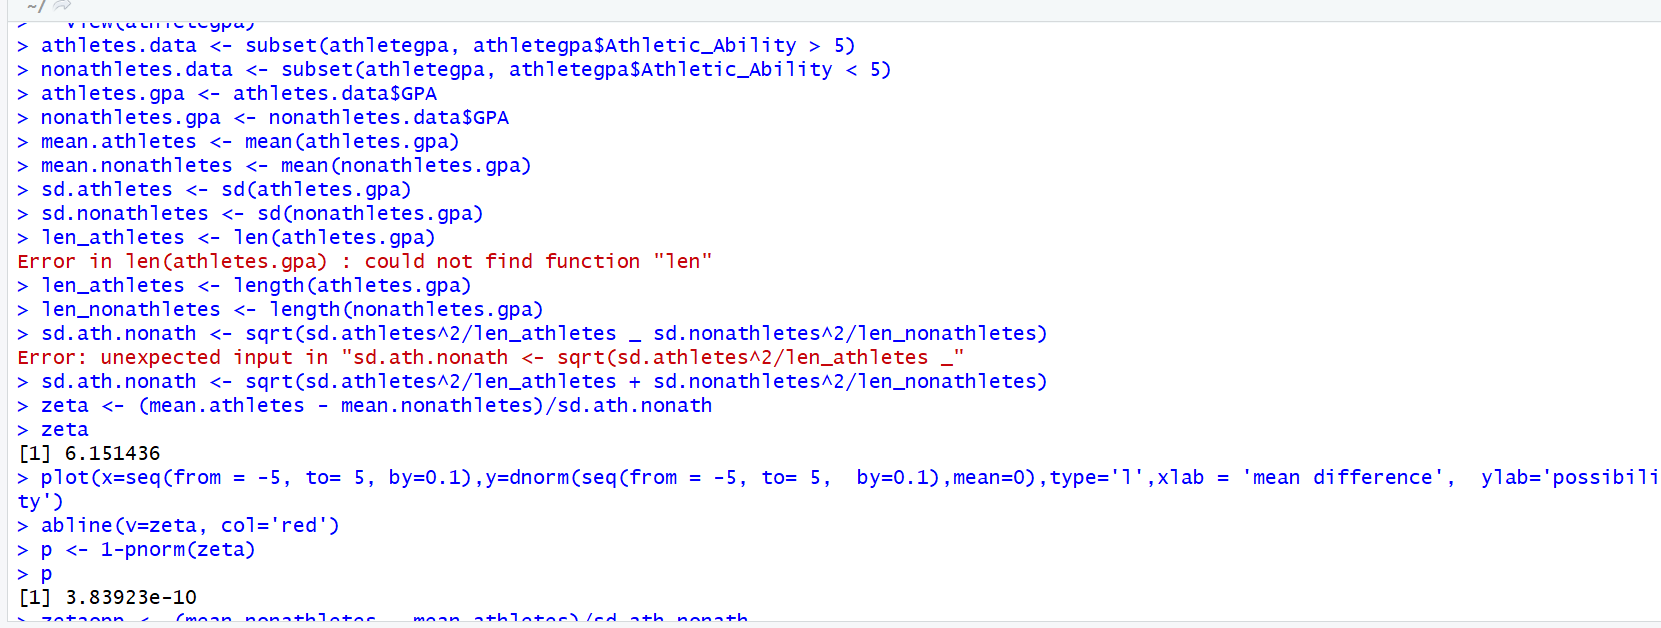 ~/
> View(athletegpa)
> athletes.data <- subset(athletegpa, athletegpa$Athletic_Ability > 5)
> nonathletes.data <- subset(athletegpa, athletegpa$Athletic_Ability < 5)
> athletes.gpa <- athletes.data$GPA
> nonathletes.gpa <- nonathletes.data$GPA
> mean.athletes <- mean(athletes.gpa)
> mean.nonathletes <- mean(nonathletes.gpa)
> sd.athletes <- sd(athletes.gpa)
> sd.nonathletes <- sd(nonathletes.gpa)
> len_athletes <- len(athletes.gpa)
Error in len(athletes.gpa) : could not find function "len"
> len_athletes <- length(athletes.gpa)
> len_nonathletes <- length(nonathletes.gpa)
> sd.ath.nonath <- sqrt(sd.athletes^2/len_athletes _ sd.nonathletes^2/len_nonathletes)
Error: unexpected input in "sd.ath.nonath <- sqrt(sd.athletes^2/len_athletes _"
> sd.ath.nonath <- sqrt(sd.athletes^2/len_athletes + sd.nonathletes^2/len_nonathletes)
> zeta <- (mean.athletes - mean.nonathletes)/sd.ath.nonath
> zeta
[1] 6.151436
> plot(x=seq(from = -5, to= 5, by=0.1),y=dnorm(seq(from = -5, to= 5,  by=0.1),mean=0),type='l',xlab = 'mean difference',  ylab='possibili
ty')
> abline(v=zeta, col='red')
> p <- 1-pnorm(zeta)
> p
[1] 3.83923e-10
> zetaopp <- (mean.nonathletes - mean.athletes)/sd.ath.nonath